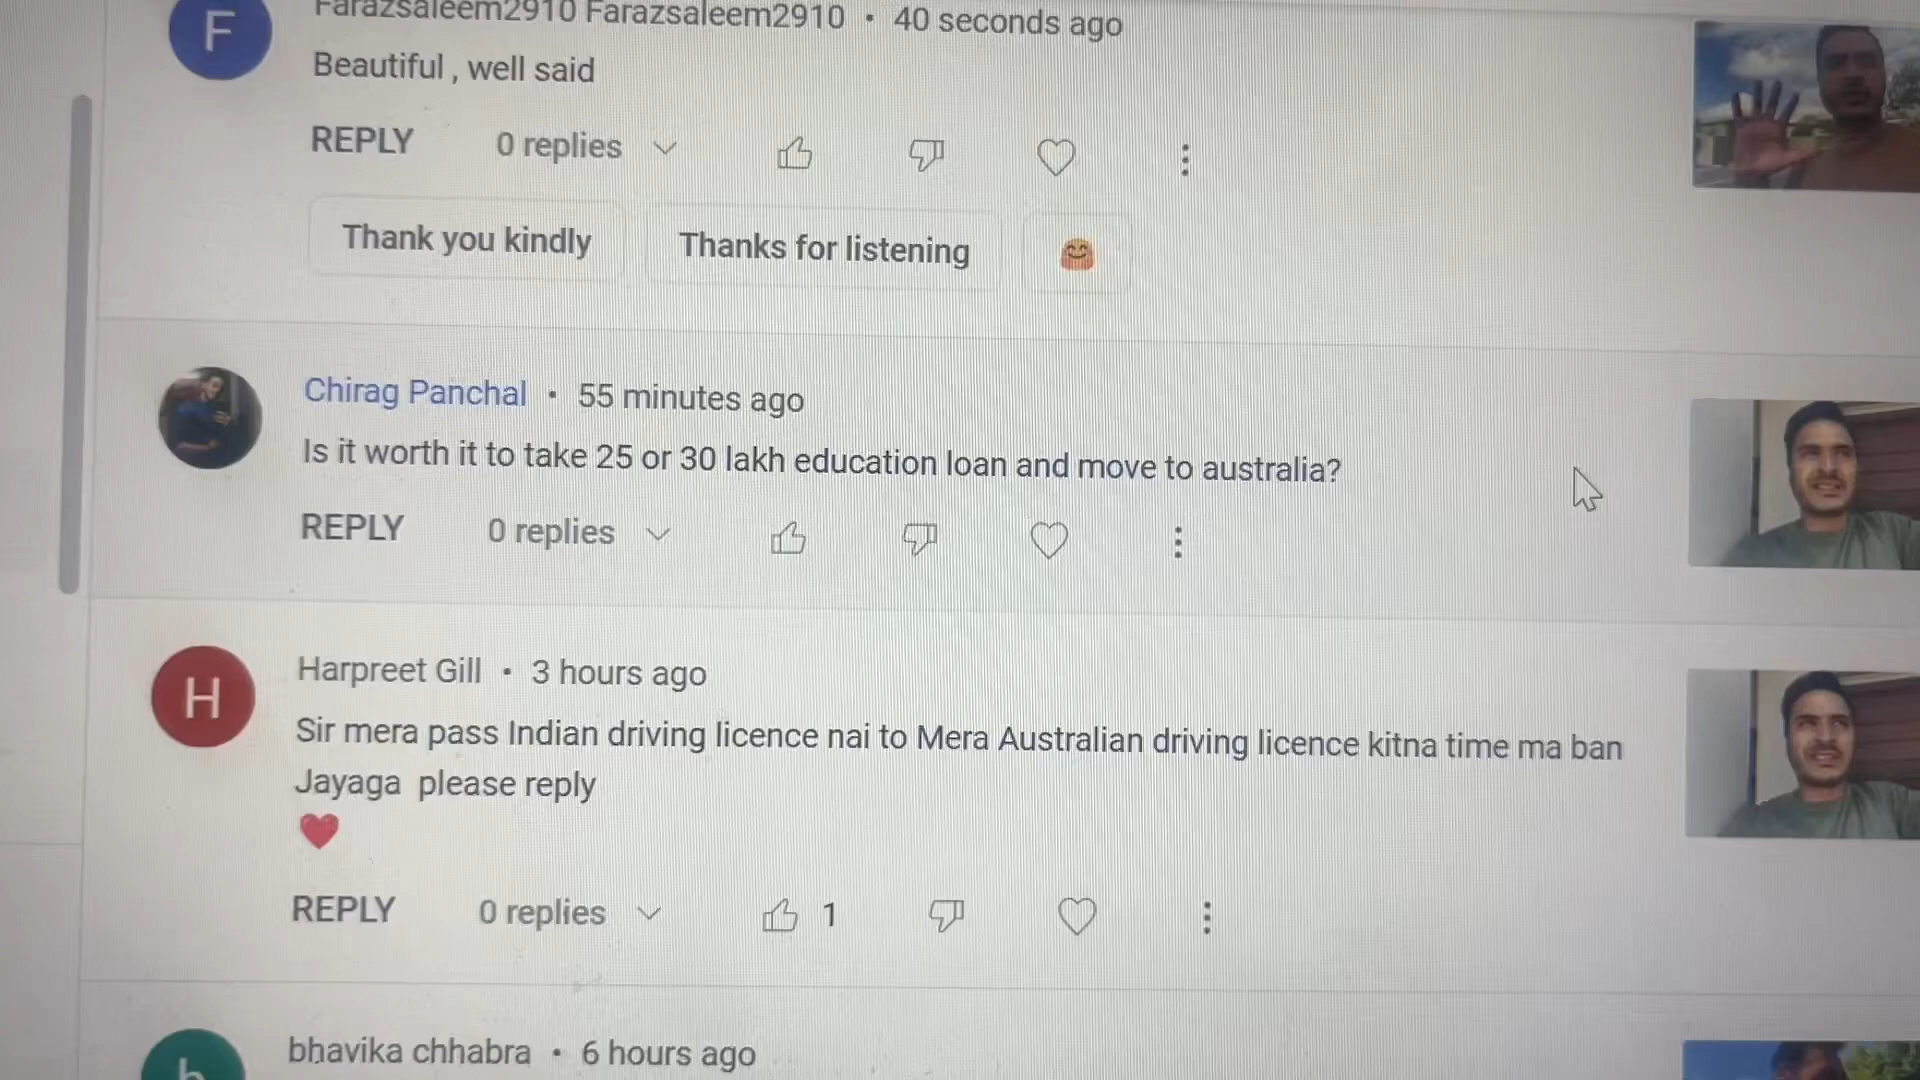 F
Farazsaleem2910 Farazsaleem2910 • 40 seconds ago
Beautiful , well said
REPLY 0 replies
Thank you kindly Thanks for listening
Chirag Panchal • 55 minutes ago
Is it worth it to take 25 or 30 lakh education loan and move to australia?
REPLY 0 replies
H
Harpreet Gill • 3 hours ago
Sir mera pass Indian driving licence nai to Mera Australian driving licence kitna time ma ban
Jayaga please reply
❤️
REPLY 0 replies 1
b
bhavika chhabra • 6 hours ago